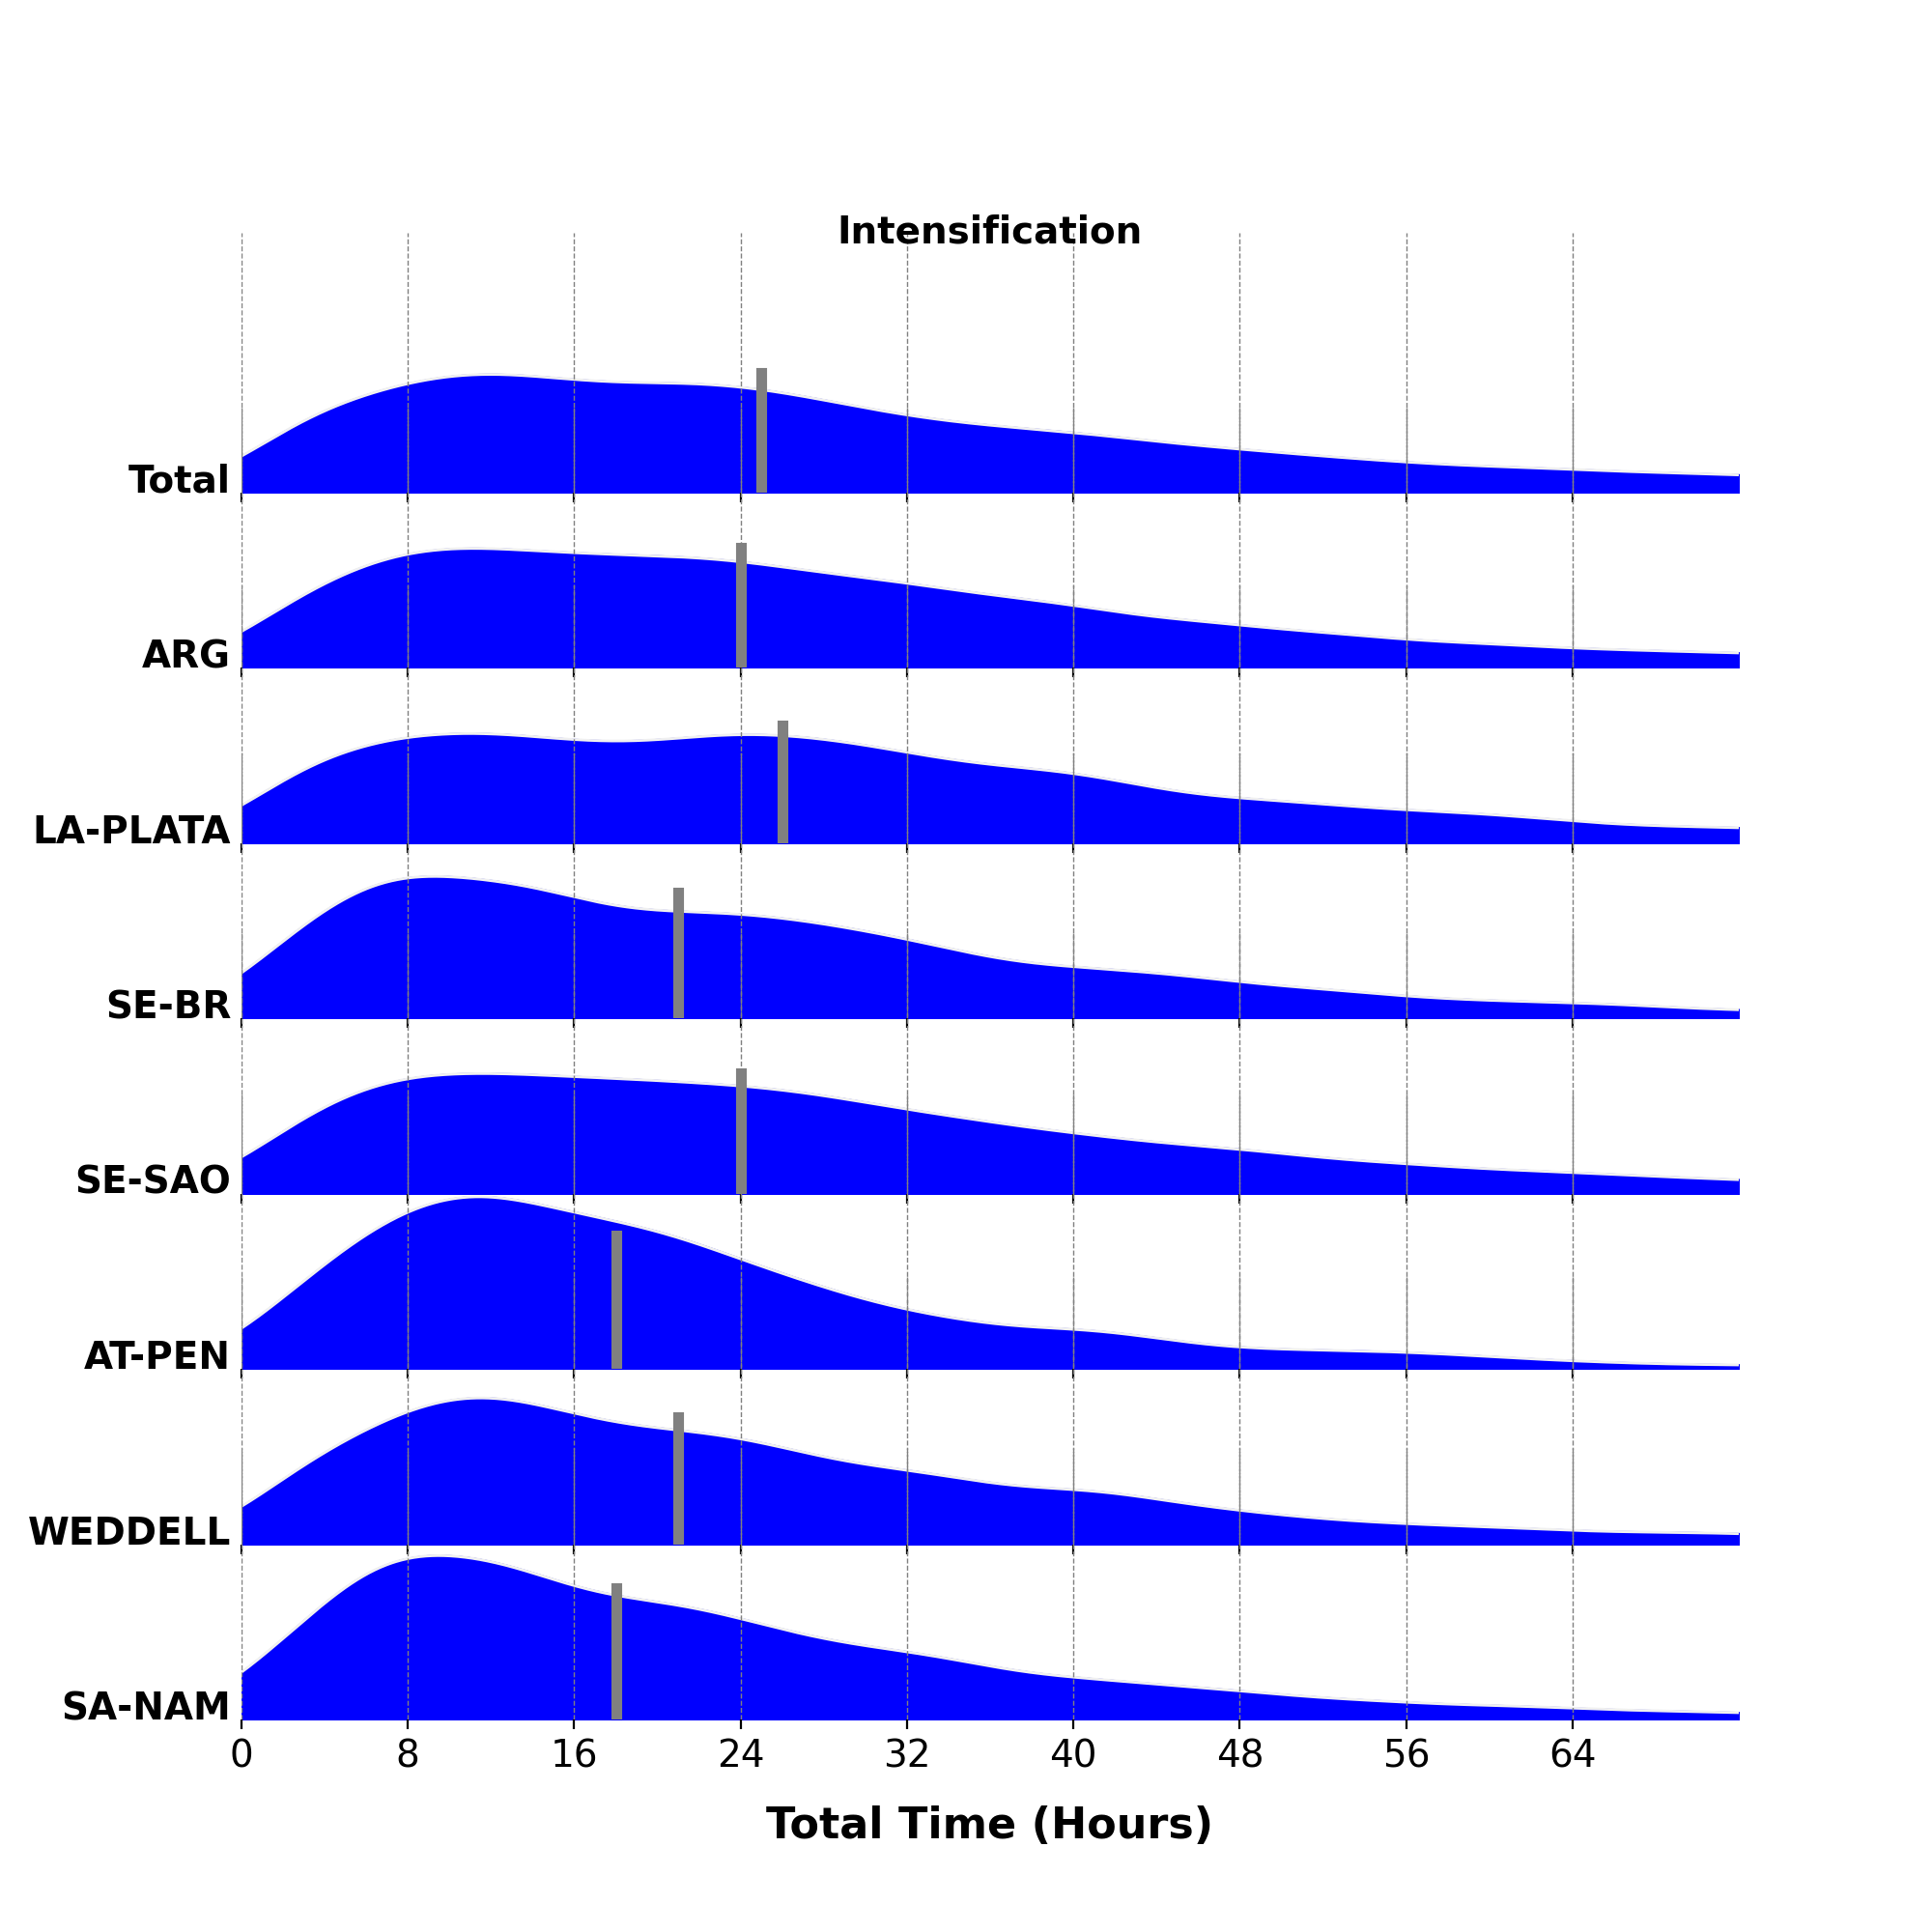 Intensification
Total
ARG
LA-PLATA
SE-BR
SE-SAO
AT-PEN
WEDDELL
SA-NAM
0 8 16 24 32 40 48 56 64
Total Time (Hours)